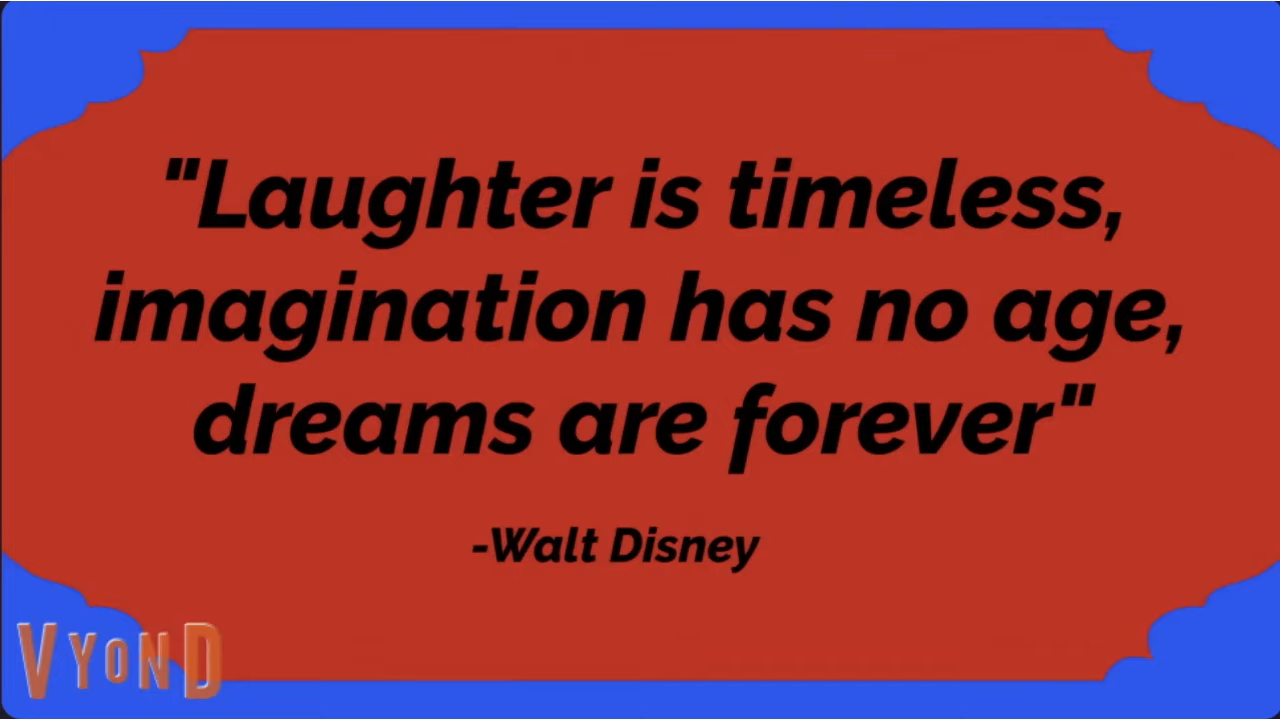 "Laughter is timeless,
imagination has no age,
dreams are forever"
-Walt Disney
VYOND